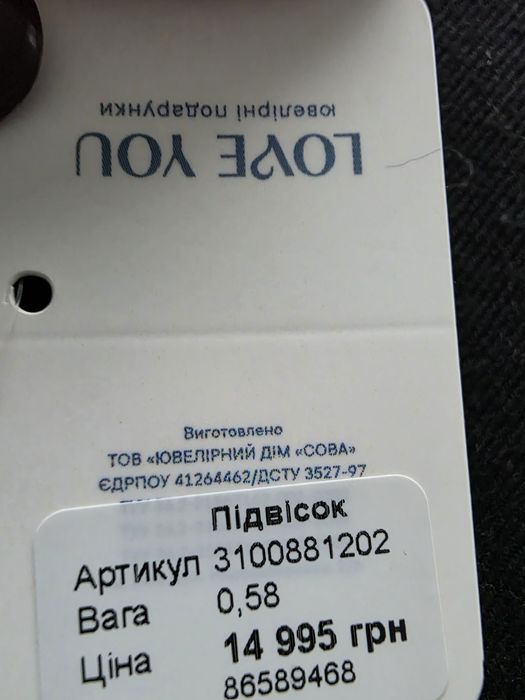 LOVE YOU
ювелірні подарунки
Виготовлено
ТОВ «ЮВЕЛІРНИЙ ДІМ «СОВА»
ЄДРПОУ 41264462/ДСТУ 3527-97
Підвісок
Артикул 3100881202
Вага 0,58
Ціна 14 995 грн
86589468